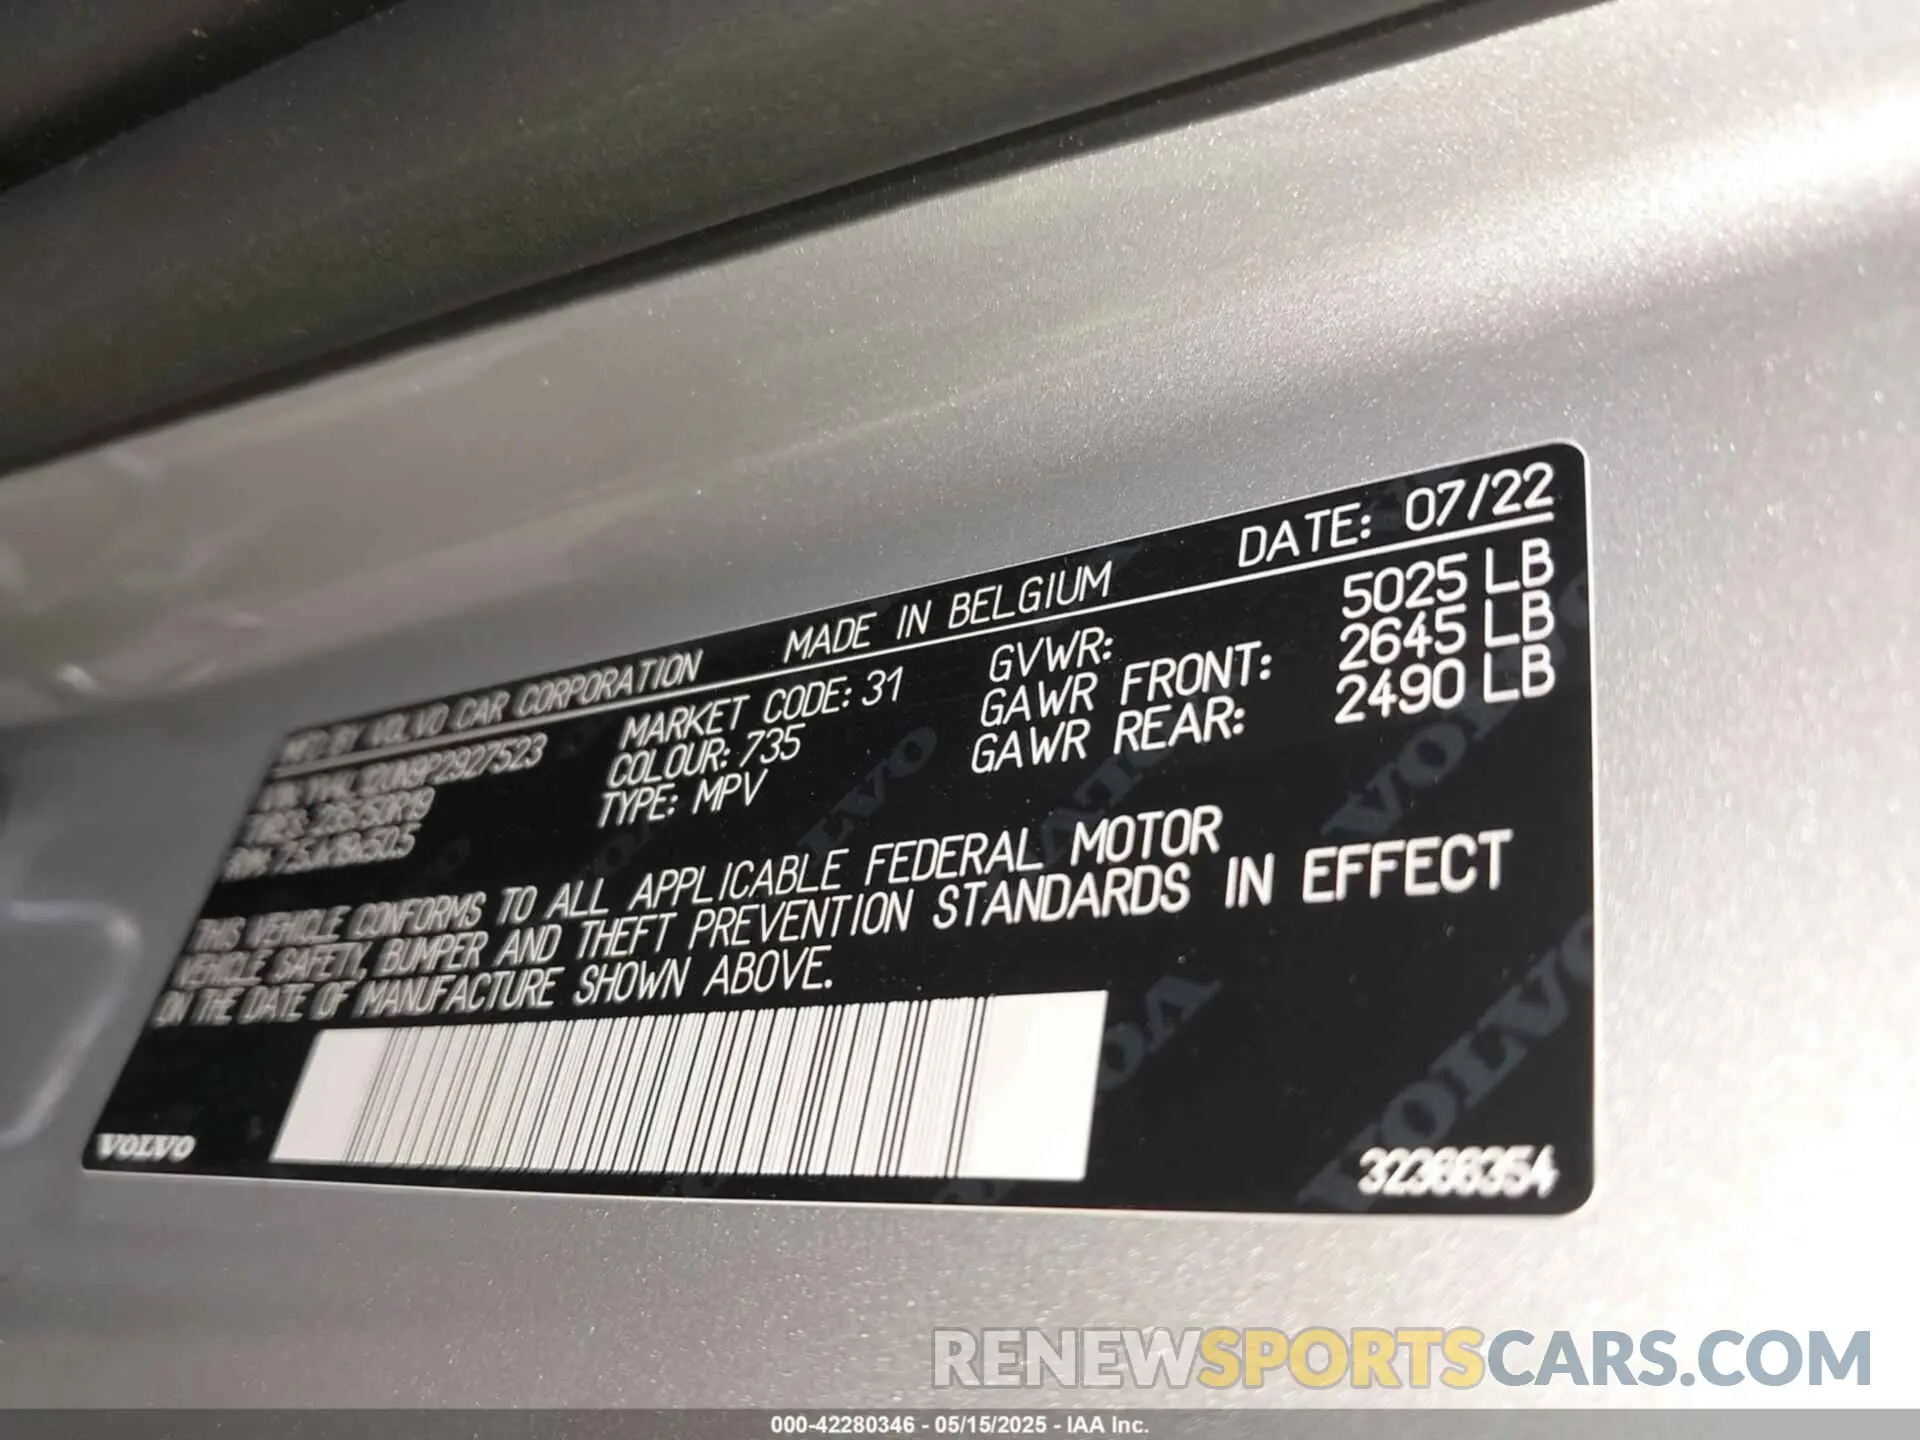 MFD BY VOLVO CAR CORPORATION MADE IN BELGIUM DATE: 07/22
MARKET CODE: 31 GVWR: 5025 LB
COLOUR: 735 GAWR FRONT: 2645 LB
TYPE: MPV GAWR REAR: 2490 LB
THIS VEHICLE CONFORMS TO ALL APPLICABLE FEDERAL MOTOR
VEHICLE SAFETY, BUMPER AND THEFT PREVENTION STANDARDS IN EFFECT
ON THE DATE OF MANUFACTURE SHOWN ABOVE.
VOLVO
32388354
RENEWSPORTSCARS.COM
000-42280346 - 05/15/2025 - IAA Inc.